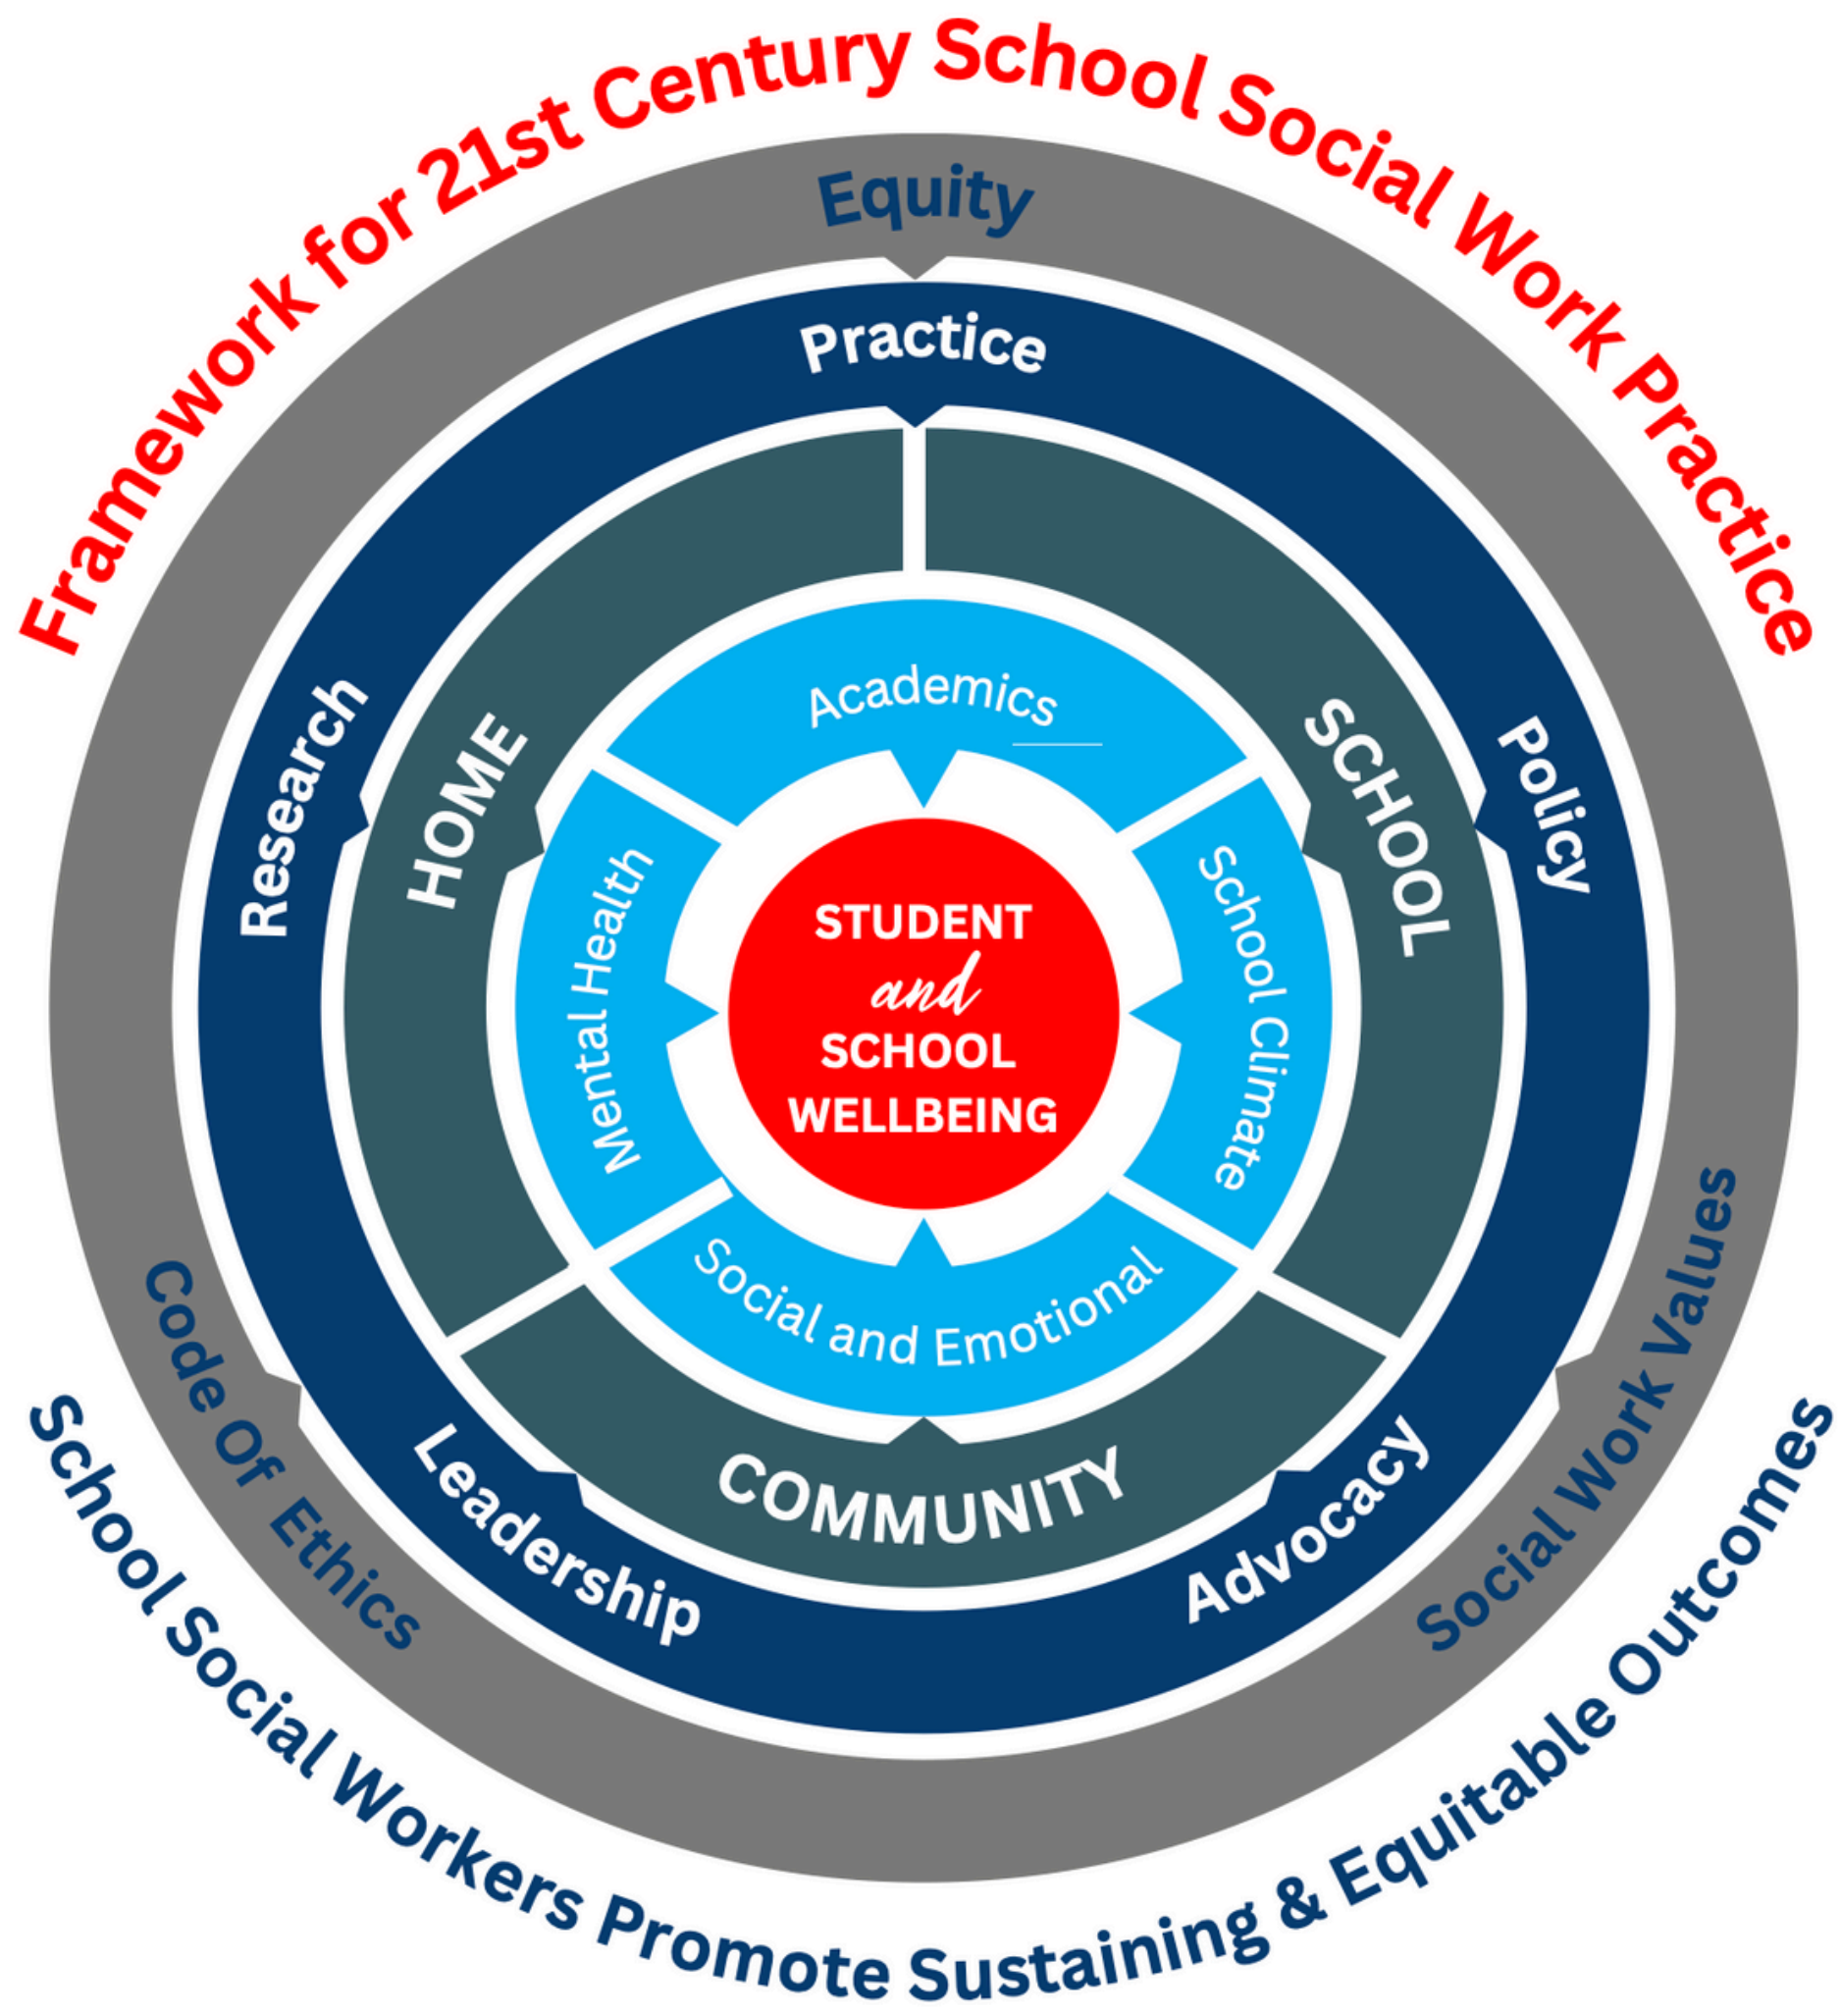 Framework for 21st Century School Social Work Practice
Equity
Practice
Research
Policy
HOME
SCHOOL
Academics
Mental Health
School Climate
STUDENT
and
SCHOOL
WELLBEING
Social and Emotional
COMMUNITY
Leadership
Advocacy
Code Of Ethics
Social Work Values
School Social Workers Promote Sustaining & Equitable Outcomes